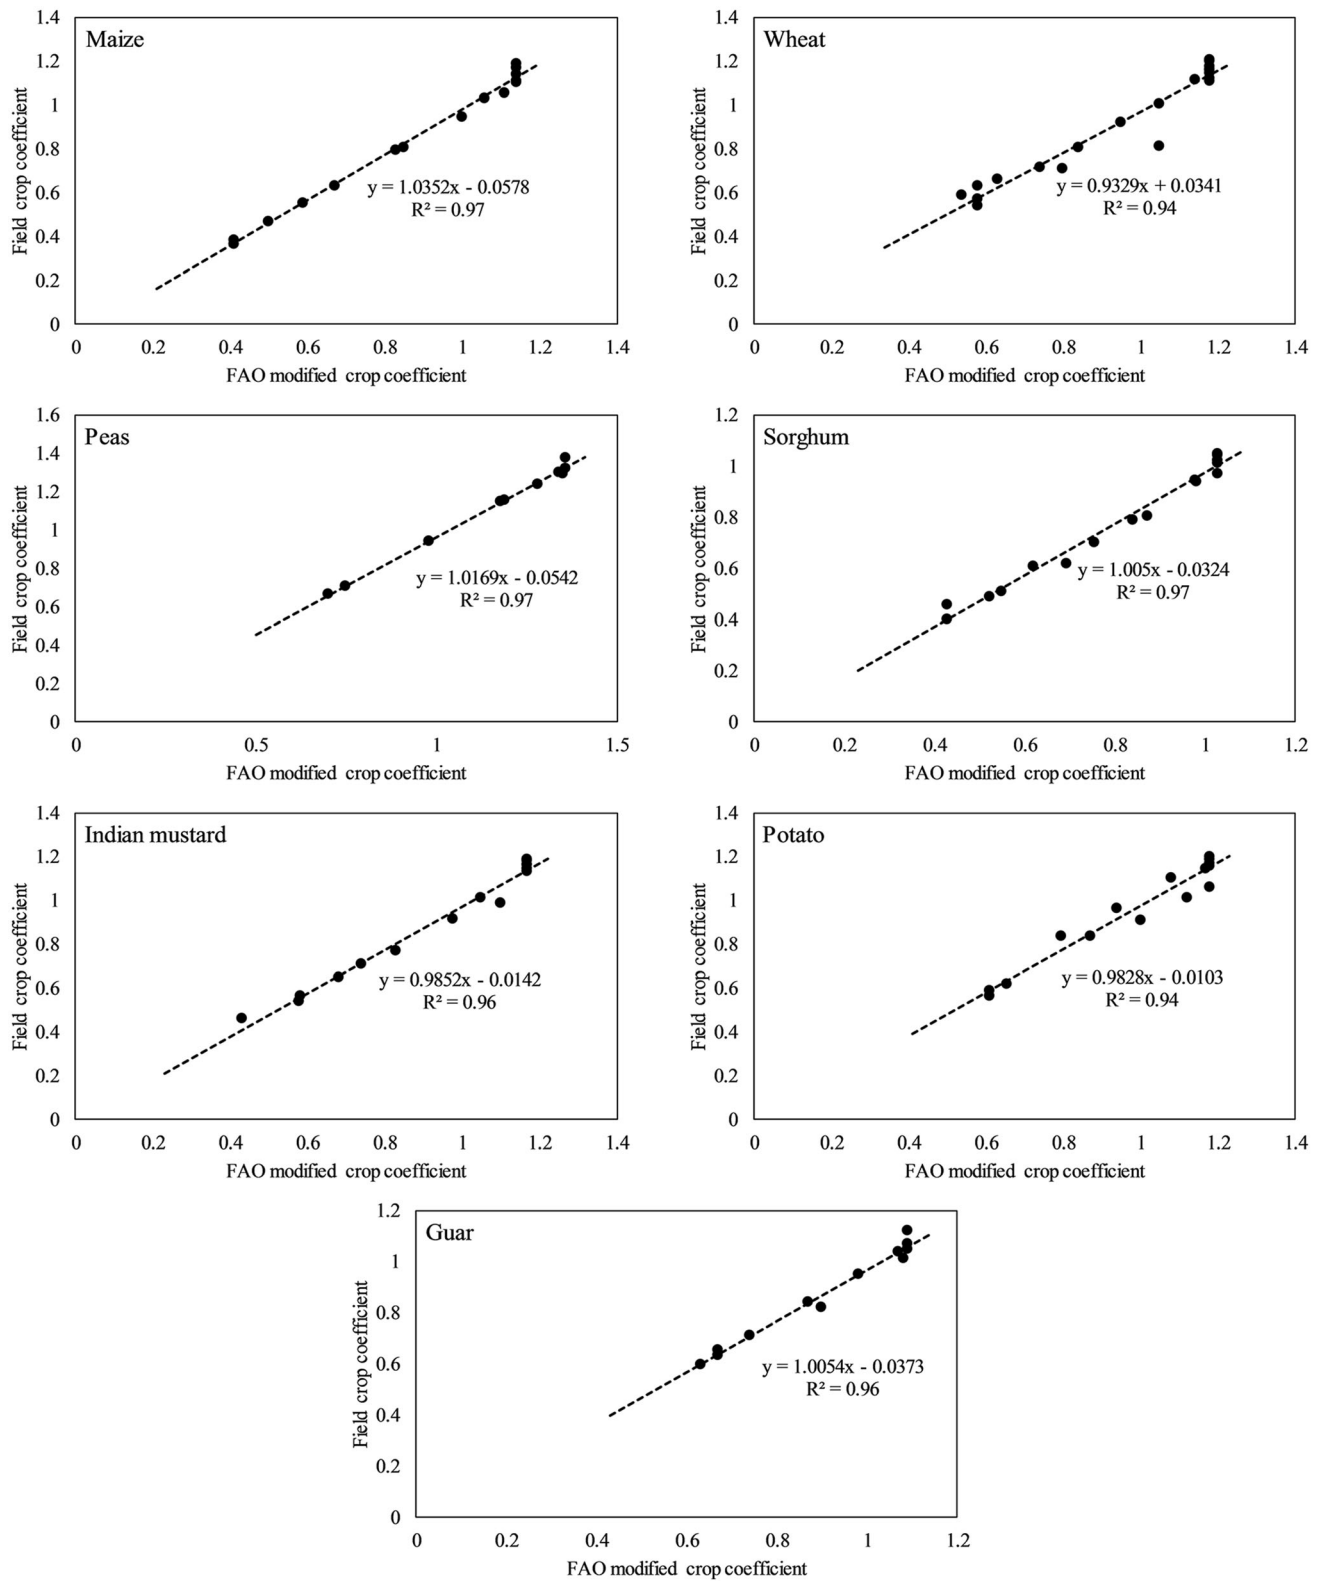 Maize
1.4
1.2
1
0.8
0.6
0.4
0.2
0
Field crop coefficient
y = 1.0352x - 0.0578
R² = 0.97
0 0.2 0.4 0.6 0.8 1 1.2 1.4
FAO modified crop coefficient
Wheat
1.4
1.2
1
0.8
0.6
0.4
0.2
0
Field crop coefficient
y = 0.9329x + 0.0341
R² = 0.94
0 0.2 0.4 0.6 0.8 1 1.2 1.4
FAO modified crop coefficient
Peas
1.6
1.4
1.2
1
0.8
0.6
0.4
0.2
0
Field crop coefficient
y = 1.0169x - 0.0542
R² = 0.97
0 0.5 1 1.5
FAO modified crop coefficient
Sorghum
1.2
1
0.8
0.6
0.4
0.2
0
Field crop coefficient
y = 1.005x - 0.0324
R² = 0.97
0 0.2 0.4 0.6 0.8 1 1.2
FAO modified crop coefficient
Indian mustard
1.4
1.2
1
0.8
0.6
0.4
0.2
0
Field crop coefficient
y = 0.9852x - 0.0142
R² = 0.96
0 0.2 0.4 0.6 0.8 1 1.2 1.4
FAO modified crop coefficient
Potato
1.4
1.2
1
0.8
0.6
0.4
0.2
0
Field crop coefficient
y = 0.9828x - 0.0103
R² = 0.94
0 0.2 0.4 0.6 0.8 1 1.2 1.4
FAO modified crop coefficient
Guar
1.2
1
0.8
0.6
0.4
0.2
0
Field crop coefficient
y = 1.0054x - 0.0373
R² = 0.96
0 0.2 0.4 0.6 0.8 1 1.2
FAO modified crop coefficient